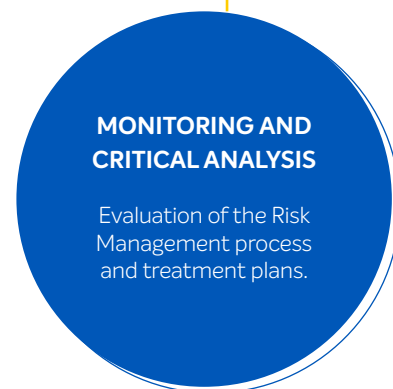 MONITORING AND
CRITICAL ANALYSIS
Evaluation of the Risk
Management process
and treatment plans.